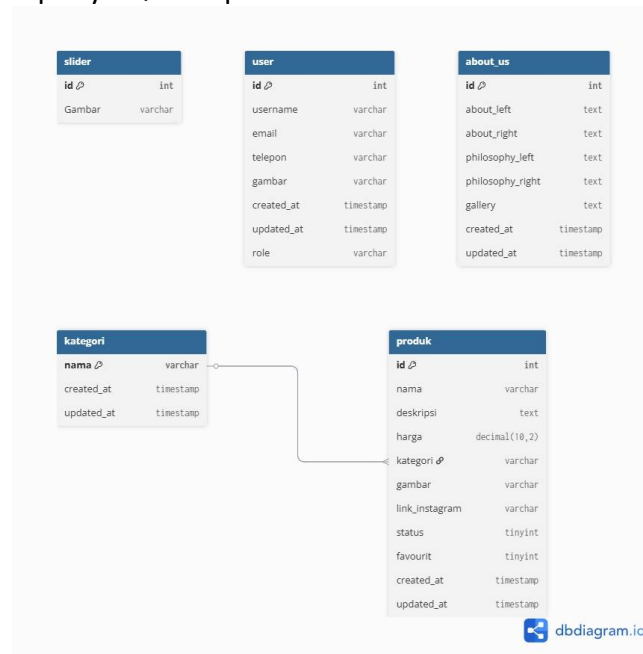 slider
id int
Gambar varchar
user
id int
username varchar
email varchar
telepon varchar
gambar varchar
created_at timestamp
updated_at timestamp
role varchar
about_us
id int
about_left text
about_right text
philosophy_left text
philosophy_right text
gallery text
created_at timestamp
updated_at timestamp
kategori
nama varchar
created_at timestamp
updated_at timestamp
produk
id int
nama varchar
deskripsi text
harga decimal(10,2)
kategori varchar
gambar varchar
link_instagram varchar
status tinyint
favourit tinyint
created_at timestamp
updated_at timestamp
dbdiagram.io